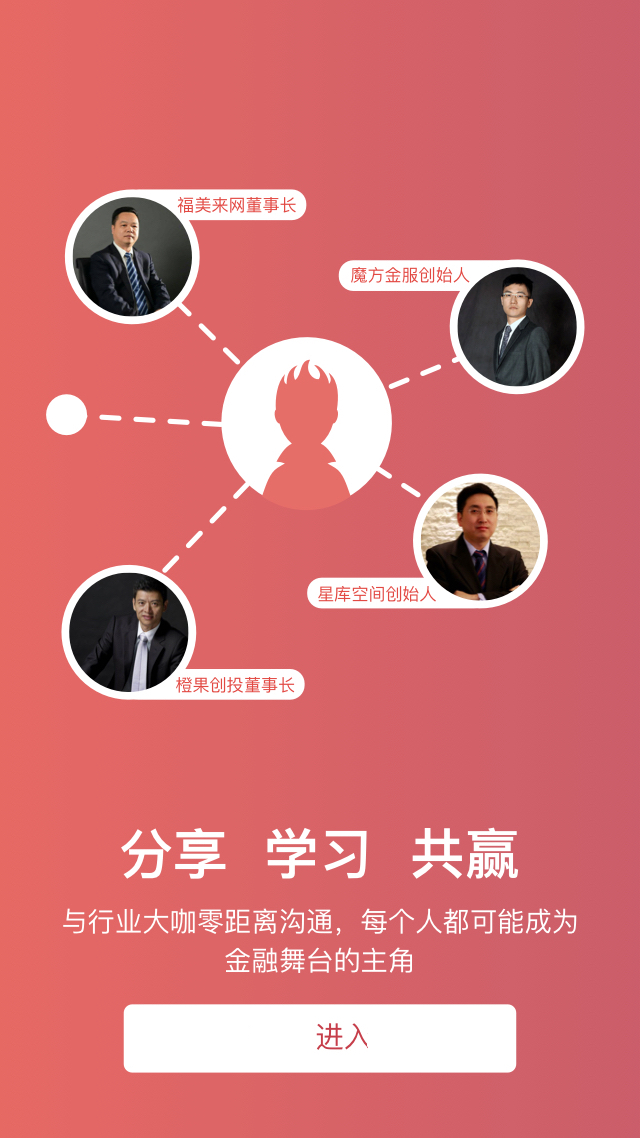 福美来网董事长
魔方金服创始人
星库空间创始人
橙果创投董事长
分享 学习 共赢
与行业大咖零距离沟通，每个人都可能成为
金融舞台的主角
进入